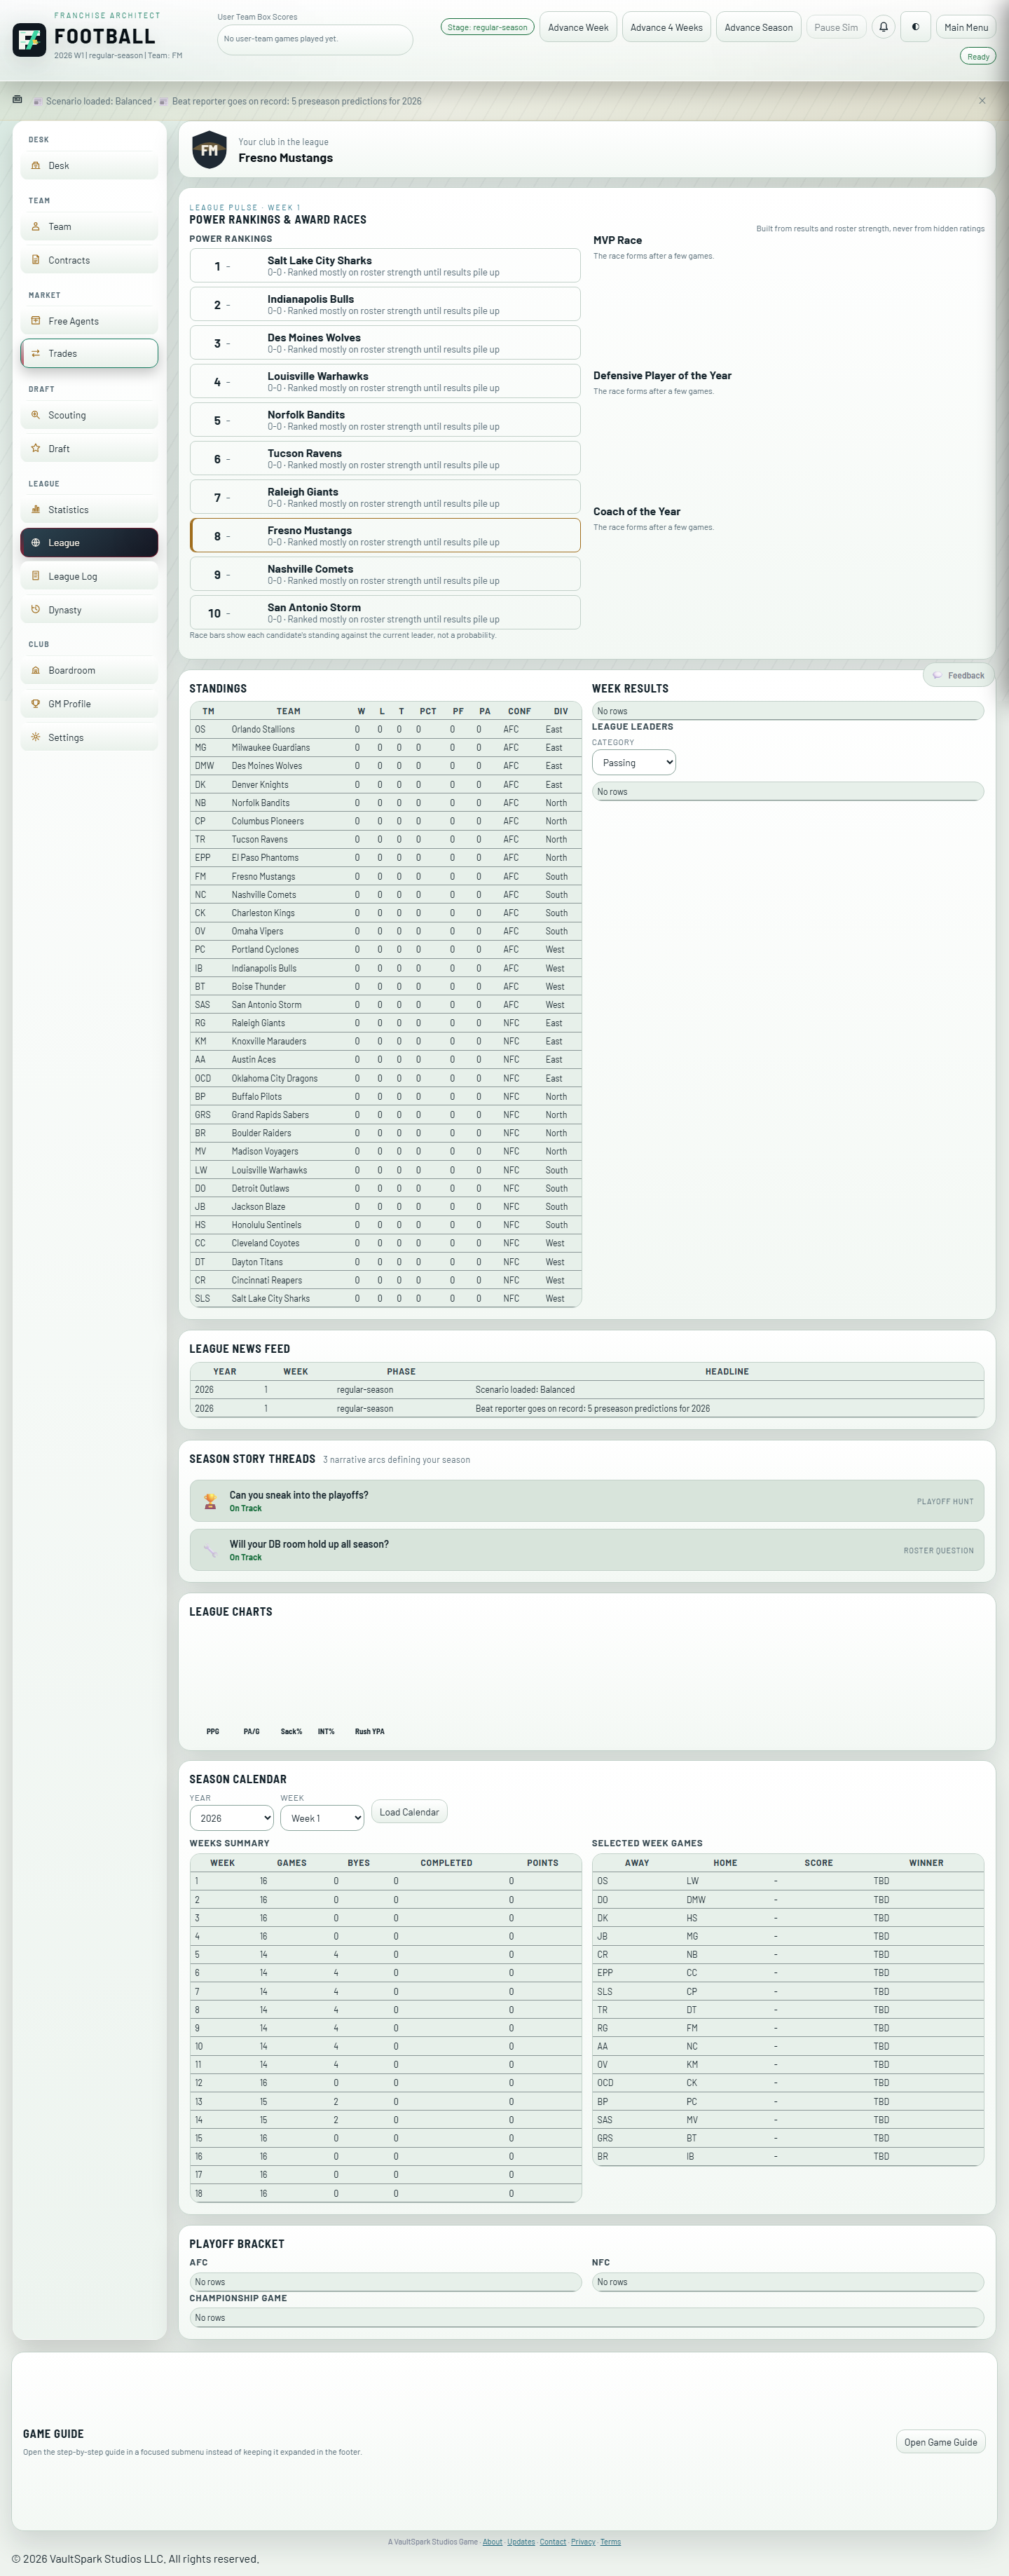 FRANCHISE ARCHITECT
FOOTBALL
2026 W1 | regular-season | Team: FM
User Team Box Scores
No user-team games played yet.
Stage: regular-season
Advance Week
Advance 4 Weeks
Advance Season
Pause Sim
Main Menu
Ready
Scenario loaded: Balanced · Beat reporter goes on record: 5 preseason predictions for 2026
DESK
Desk
TEAM
Team
Contracts
MARKET
Free Agents
Trades
DRAFT
Scouting
Draft
LEAGUE
Statistics
League
League Log
Dynasty
CLUB
Boardroom
GM Profile
Settings
FM
Your club in the league
Fresno Mustangs
LEAGUE PULSE · WEEK 1
POWER RANKINGS & AWARD RACES
Built from results and roster strength, never from hidden ratings
POWER RANKINGS
1 – Salt Lake City Sharks
0-0 · Ranked mostly on roster strength until results pile up
2 – Indianapolis Bulls
0-0 · Ranked mostly on roster strength until results pile up
3 – Des Moines Wolves
0-0 · Ranked mostly on roster strength until results pile up
4 – Louisville Warhawks
0-0 · Ranked mostly on roster strength until results pile up
5 – Norfolk Bandits
0-0 · Ranked mostly on roster strength until results pile up
6 – Tucson Ravens
0-0 · Ranked mostly on roster strength until results pile up
7 – Raleigh Giants
0-0 · Ranked mostly on roster strength until results pile up
8 – Fresno Mustangs
0-0 · Ranked mostly on roster strength until results pile up
9 – Nashville Comets
0-0 · Ranked mostly on roster strength until results pile up
10 – San Antonio Storm
0-0 · Ranked mostly on roster strength until results pile up
Race bars show each candidate's standing against the current leader, not a probability.
MVP Race
The race forms after a few games.
Defensive Player of the Year
The race forms after a few games.
Coach of the Year
The race forms after a few games.
Feedback
STANDINGS
TM TEAM W L T PCT PF PA CONF DIV
OS Orlando Stallions 0 0 0 0 0 0 AFC East
MG Milwaukee Guardians 0 0 0 0 0 0 AFC East
DMW Des Moines Wolves 0 0 0 0 0 0 AFC East
DK Denver Knights 0 0 0 0 0 0 AFC East
NB Norfolk Bandits 0 0 0 0 0 0 AFC North
CP Columbus Pioneers 0 0 0 0 0 0 AFC North
TR Tucson Ravens 0 0 0 0 0 0 AFC North
EPP El Paso Phantoms 0 0 0 0 0 0 AFC North
FM Fresno Mustangs 0 0 0 0 0 0 AFC South
NC Nashville Comets 0 0 0 0 0 0 AFC South
CK Charleston Kings 0 0 0 0 0 0 AFC South
OV Omaha Vipers 0 0 0 0 0 0 AFC South
PC Portland Cyclones 0 0 0 0 0 0 AFC West
IB Indianapolis Bulls 0 0 0 0 0 0 AFC West
BT Boise Thunder 0 0 0 0 0 0 AFC West
SAS San Antonio Storm 0 0 0 0 0 0 AFC West
RG Raleigh Giants 0 0 0 0 0 0 NFC East
KM Knoxville Marauders 0 0 0 0 0 0 NFC East
AA Austin Aces 0 0 0 0 0 0 NFC East
OCD Oklahoma City Dragons 0 0 0 0 0 0 NFC East
BP Buffalo Pilots 0 0 0 0 0 0 NFC North
GRS Grand Rapids Sabers 0 0 0 0 0 0 NFC North
BR Boulder Raiders 0 0 0 0 0 0 NFC North
MV Madison Voyagers 0 0 0 0 0 0 NFC North
LW Louisville Warhawks 0 0 0 0 0 0 NFC South
DO Detroit Outlaws 0 0 0 0 0 0 NFC South
JB Jackson Blaze 0 0 0 0 0 0 NFC South
HS Honolulu Sentinels 0 0 0 0 0 0 NFC South
CC Cleveland Coyotes 0 0 0 0 0 0 NFC West
DT Dayton Titans 0 0 0 0 0 0 NFC West
CR Cincinnati Reapers 0 0 0 0 0 0 NFC West
SLS Salt Lake City Sharks 0 0 0 0 0 0 NFC West
WEEK RESULTS
No rows
LEAGUE LEADERS
CATEGORY
Passing
No rows
LEAGUE NEWS FEED
YEAR WEEK PHASE HEADLINE
2026 1 regular-season Scenario loaded: Balanced
2026 1 regular-season Beat reporter goes on record: 5 preseason predictions for 2026
SEASON STORY THREADS 3 narrative arcs defining your season
Can you sneak into the playoffs?
On Track
PLAYOFF HUNT
Will your DB room hold up all season?
On Track
ROSTER QUESTION
LEAGUE CHARTS
PPG PA/G Sack% INT% Rush YPA
SEASON CALENDAR
YEAR WEEK
2026 Week 1 Load Calendar
WEEKS SUMMARY
WEEK GAMES BYES COMPLETED POINTS
1 16 0 0 0
2 16 0 0 0
3 16 0 0 0
4 16 0 0 0
5 14 4 0 0
6 14 4 0 0
7 14 4 0 0
8 14 4 0 0
9 14 4 0 0
10 14 4 0 0
11 14 4 0 0
12 16 0 0 0
13 15 2 0 0
14 15 2 0 0
15 16 0 0 0
16 16 0 0 0
17 16 0 0 0
18 16 0 0 0
SELECTED WEEK GAMES
AWAY HOME SCORE WINNER
OS LW - TBD
DO DMW - TBD
DK HS - TBD
JB MG - TBD
CR NB - TBD
EPP CC - TBD
SLS CP - TBD
TR DT - TBD
RG FM - TBD
AA NC - TBD
OV KM - TBD
OCD CK - TBD
BP PC - TBD
SAS MV - TBD
GRS BT - TBD
BR IB - TBD
PLAYOFF BRACKET
AFC
No rows
NFC
No rows
CHAMPIONSHIP GAME
No rows
GAME GUIDE
Open the step-by-step guide in a focused submenu instead of keeping it expanded in the footer.
Open Game Guide
A VaultSpark Studios Game · About · Updates · Contact · Privacy · Terms
© 2026 VaultSpark Studios LLC. All rights reserved.